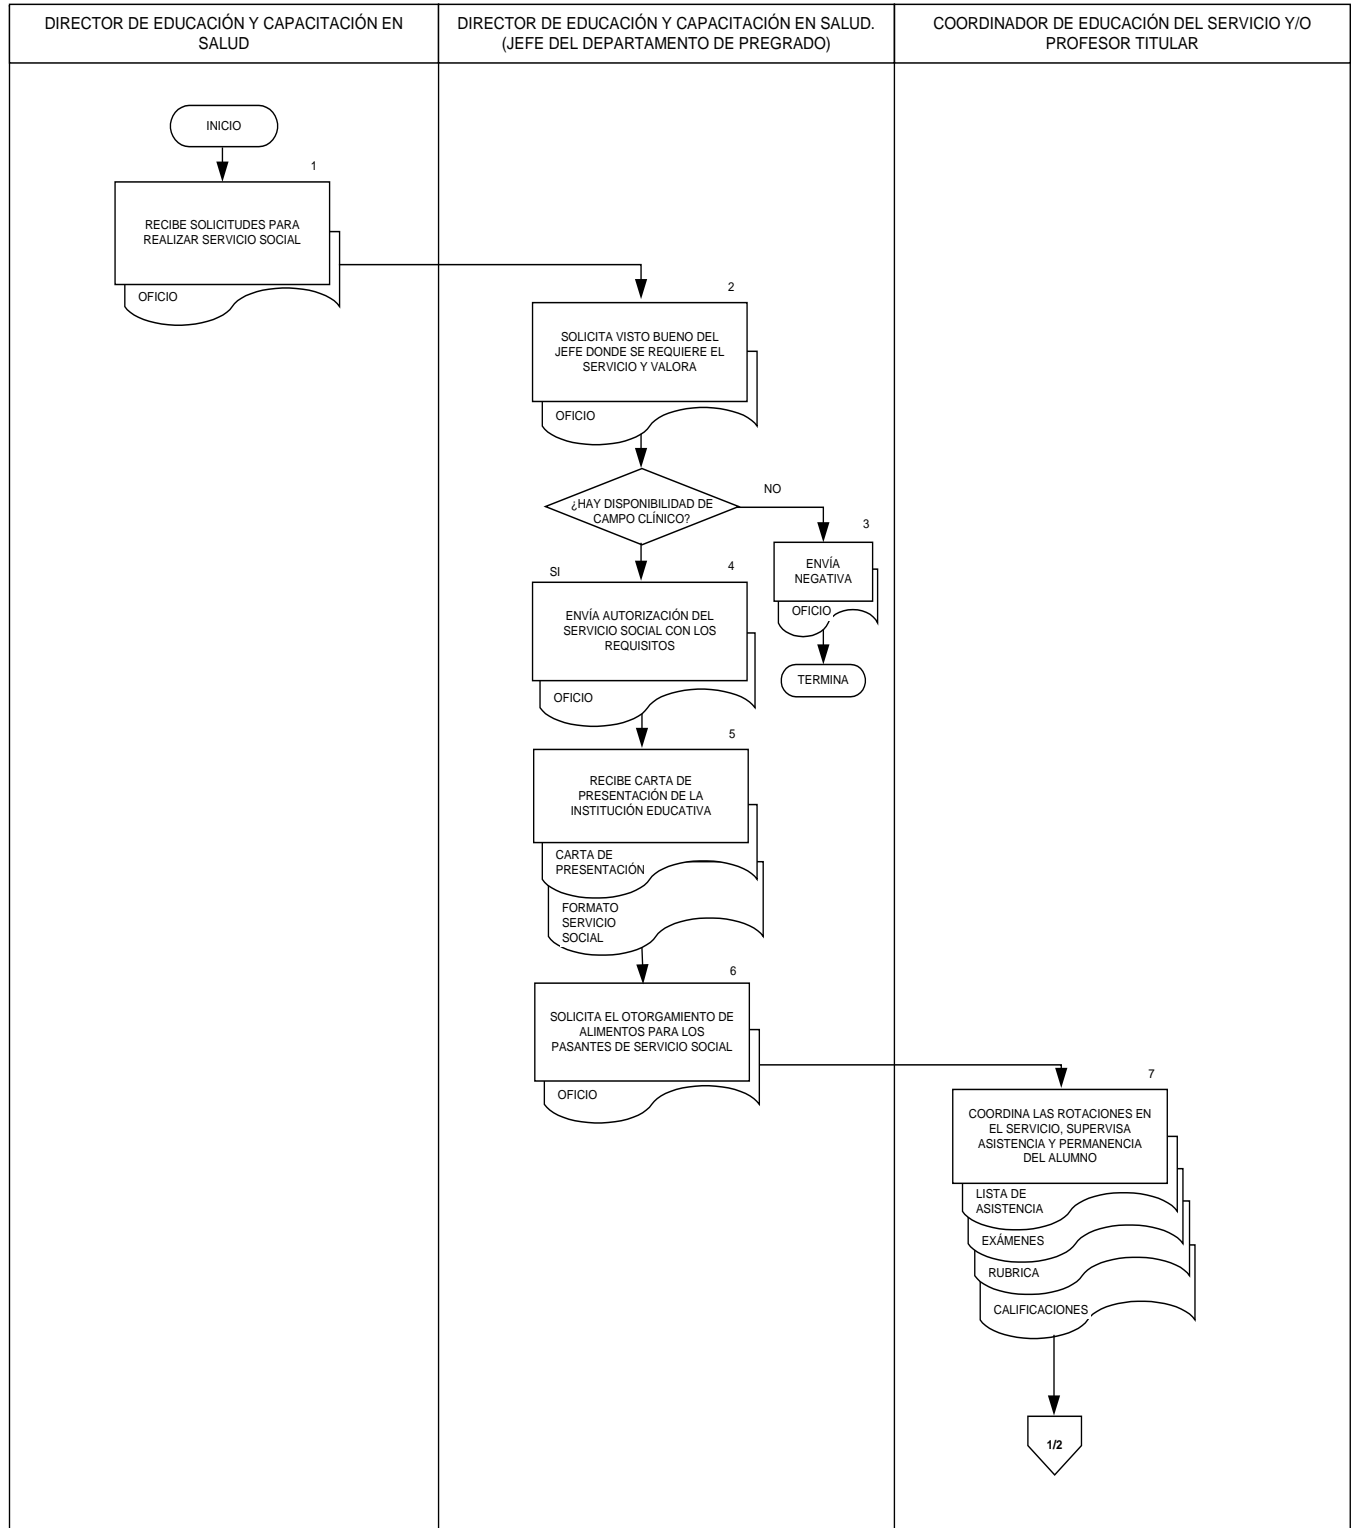 DIRECTOR DE EDUCACIÓN Y CAPACITACIÓN EN
SALUD
DIRECTOR DE EDUCACIÓN Y CAPACITACIÓN EN SALUD.
(JEFE DEL DEPARTAMENTO DE PREGRADO)
COORDINADOR DE EDUCACIÓN DEL SERVICIO Y/O
PROFESOR TITULAR
INICIO
1
RECIBE SOLICITUDES PARA
REALIZAR SERVICIO SOCIAL
OFICIO
2
SOLICITA VISTO BUENO DEL
JEFE DONDE SE REQUIERE EL
SERVICIO Y VALORA
OFICIO
¿HAY DISPONIBILIDAD DE
CAMPO CLÍNICO?
NO
3
ENVÍA
NEGATIVA
OFICIO
TERMINA
SI
4
ENVÍA AUTORIZACIÓN DEL
SERVICIO SOCIAL CON LOS
REQUISITOS
OFICIO
5
RECIBE CARTA DE
PRESENTACIÓN DE LA
INSTITUCIÓN EDUCATIVA
CARTA DE
PRESENTACIÓN
FORMATO
SERVICIO
SOCIAL
6
SOLICITA EL OTORGAMIENTO DE
ALIMENTOS PARA LOS
PASANTES DE SERVICIO SOCIAL
OFICIO
7
COORDINA LAS ROTACIONES EN
EL SERVICIO, SUPERVISA
ASISTENCIA Y PERMANENCIA
DEL ALUMNO
LISTA DE
ASISTENCIA
EXÁMENES
RUBRICA
CALIFICACIONES
1/2